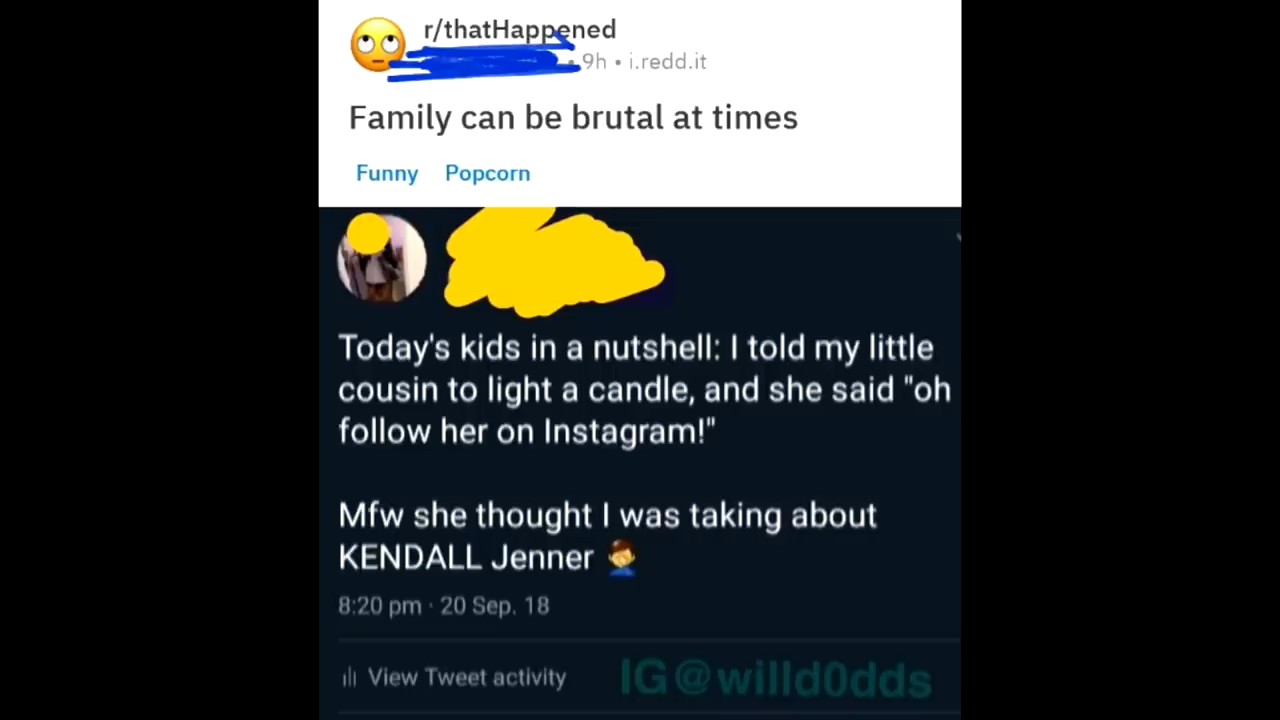 r/thatHappened
• 9h • i.redd.it
Family can be brutal at times
Funny Popcorn
Today's kids in a nutshell: I told my little
cousin to light a candle, and she said "oh
follow her on Instagram!"
Mfw she thought I was taking about
KENDALL Jenner 🤦‍♂️
8:20 pm · 20 Sep. 18
View Tweet activity
IG@willd0dds